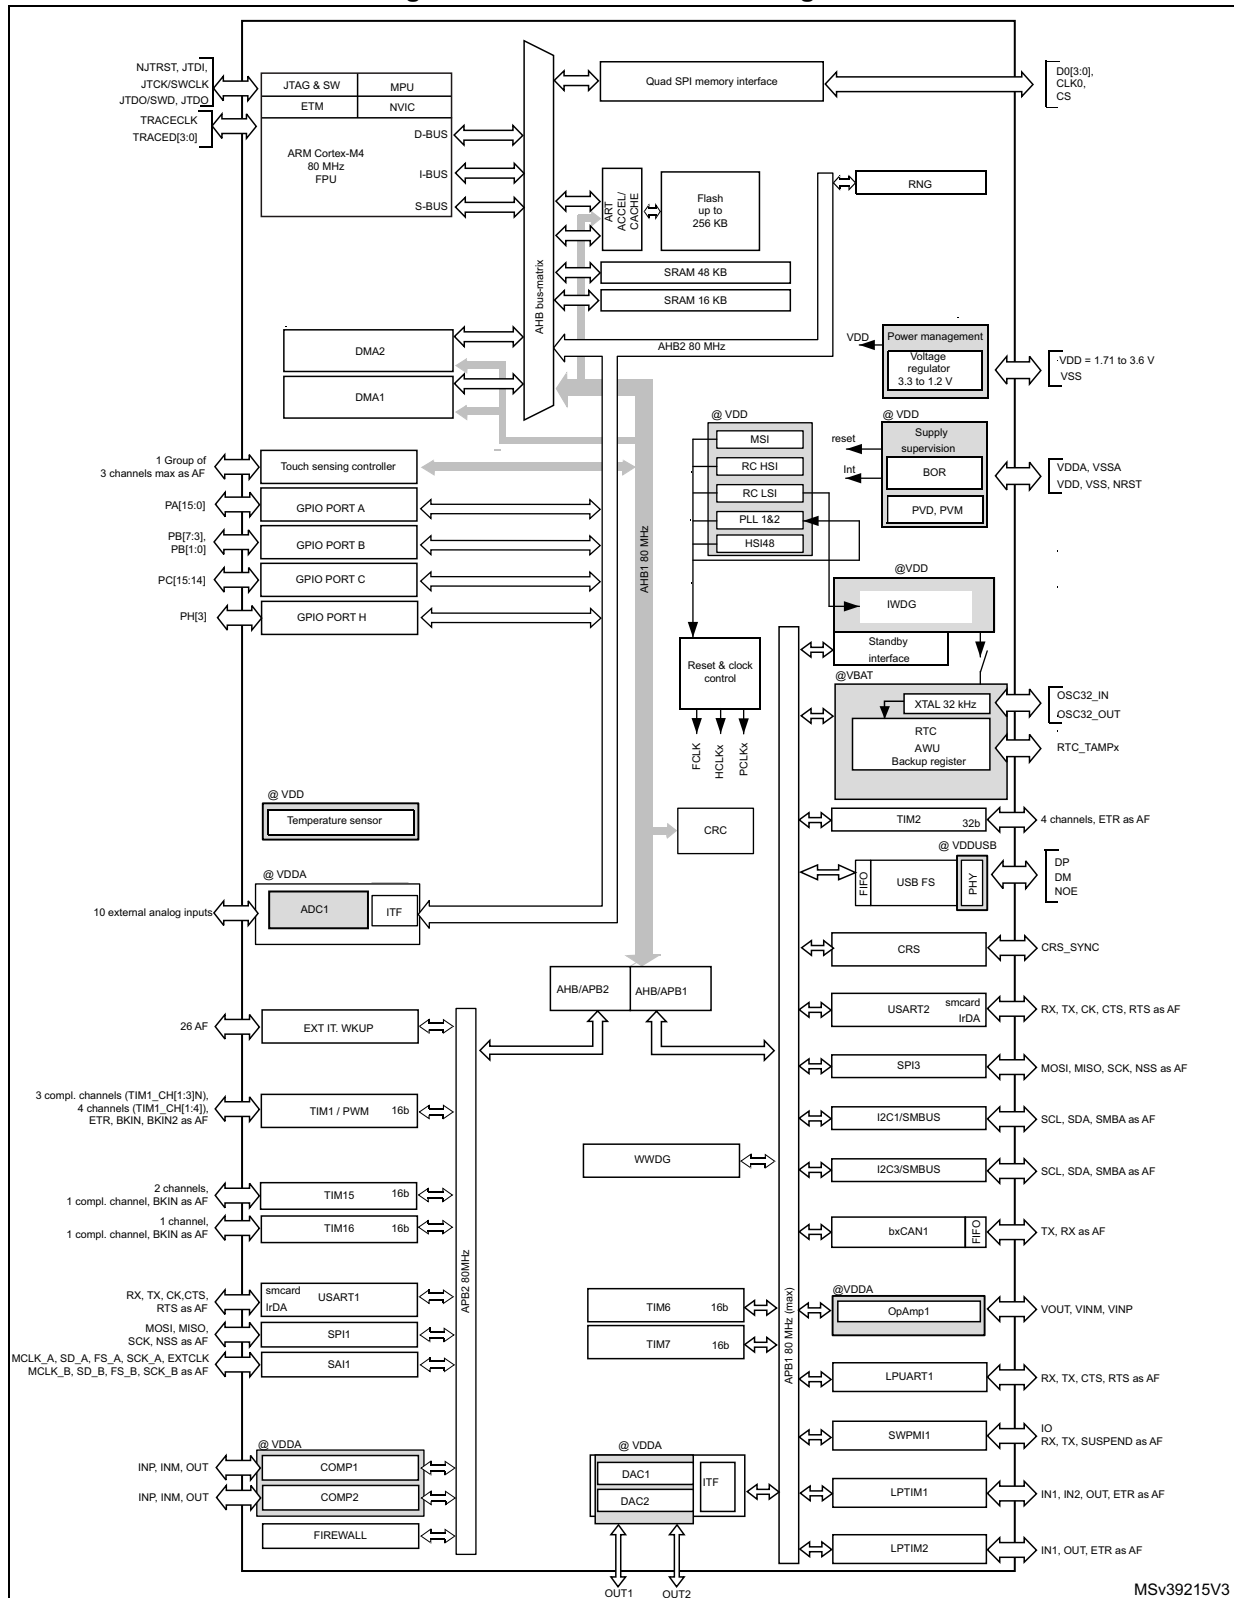 NJTRST, JTDI,
JTCK/SWCLK
JTDO/SWD, JTDO
TRACECLK
TRACED[3:0]
JTAG & SW
MPU
ETM
NVIC
ARM Cortex-M4
80 MHz
FPU
D-BUS
I-BUS
S-BUS
AHB bus-matrix
Quad SPI memory interface
D0[3:0],
CLK0,
CS
ART
ACCEL/
CACHE
Flash
up to
256 KB
RNG
SRAM 48 KB
SRAM 16 KB
AHB2 80 MHz
DMA2
DMA1
VDD
Power management
Voltage
regulator
3.3 to 1.2 V
VDD = 1.71 to 3.6 V
VSS
@ VDD
MSI
RC HSI
RC LSI
PLL 1&2
HSI48
@ VDD
reset
Int
Supply
supervision
BOR
PVD, PVM
VDDA, VSSA
VDD, VSS, NRST
1 Group of
3 channels max as AF
Touch sensing controller
PA[15:0]
GPIO PORT A
PB[7:3],
PB[1:0]
GPIO PORT B
PC[15:14]
GPIO PORT C
PH[3]
GPIO PORT H
AHB1 80 MHz
@VDD
IWDG
Standby
interface
Reset & clock
control
FCLK
HCLKx
PCLKx
@VBAT
XTAL 32 kHz
RTC
AWU
Backup register
OSC32_IN
OSC32_OUT
RTC_TAMPx
@ VDD
Temperature sensor
CRC
TIM2
32b
4 channels, ETR as AF
@ VDDUSB
FIFO
USB FS
PHY
DP
DM
NOE
@ VDDA
10 external analog inputs
ADC1
ITF
CRS
CRS_SYNC
AHB/APB2
AHB/APB1
26 AF
EXT IT. WKUP
USART2
smcard
IrDA
RX, TX, CK, CTS, RTS as AF
SPI3
MOSI, MISO, SCK, NSS as AF
3 compl. channels (TIM1_CH[1:3]N),
4 channels (TIM1_CH[1:4]),
ETR, BKIN, BKIN2 as AF
TIM1 / PWM
16b
I2C1/SMBUS
SCL, SDA, SMBA as AF
WWDG
I2C3/SMBUS
SCL, SDA, SMBA as AF
2 channels,
1 compl. channel, BKIN as AF
TIM15
16b
1 channel,
1 compl. channel, BKIN as AF
TIM16
16b
bxCAN1
FIFO
TX, RX as AF
APB2 80MHz
APB1 80 MHz (max)
RX, TX, CK,CTS,
RTS as AF
smcard
IrDA
USART1
TIM6
16b
@VDDA
OpAmp1
VOUT, VINM, VINP
MOSI, MISO,
SCK, NSS as AF
SPI1
TIM7
16b
MCLK_A, SD_A, FS_A, SCK_A, EXTCLK
MCLK_B, SD_B, FS_B, SCK_B as AF
SAI1
LPUART1
RX, TX, CTS, RTS as AF
SWPMI1
IO
RX, TX, SUSPEND as AF
@ VDDA
INP, INM, OUT
COMP1
INP, INM, OUT
COMP2
FIREWALL
@ VDDA
DAC1
DAC2
ITF
OUT1
OUT2
LPTIM1
IN1, IN2, OUT, ETR as AF
LPTIM2
IN1, OUT, ETR as AF
MSv39215V3